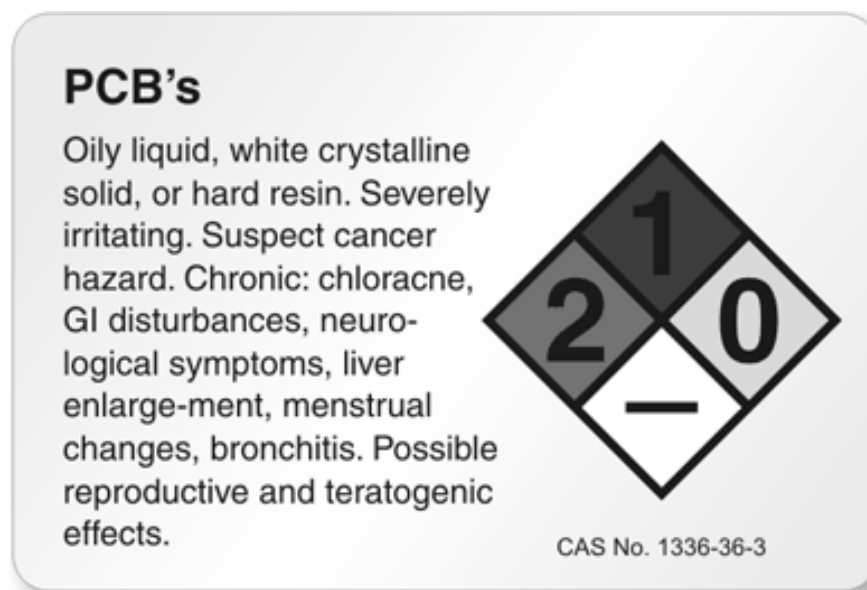 PCB's
Oily liquid, white crystalline
solid, or hard resin. Severely
irritating. Suspect cancer
hazard. Chronic: chloracne,
GI disturbances, neuro-
logical symptoms, liver
enlarge-ment, menstrual
changes, bronchitis. Possible
reproductive and teratogenic
effects.
1
2
0
—
CAS No. 1336-36-3